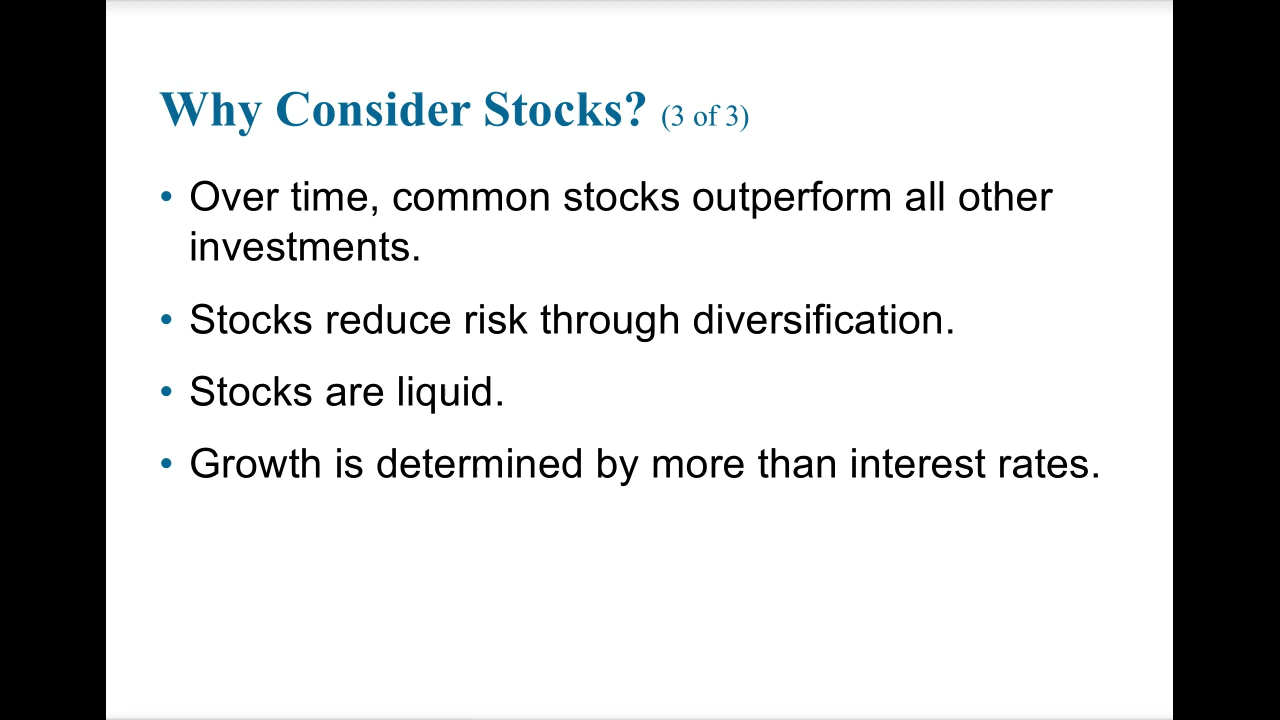 Why Consider Stocks? (3 of 3)
• Over time, common stocks outperform all other
investments.
• Stocks reduce risk through diversification.
• Stocks are liquid.
• Growth is determined by more than interest rates.